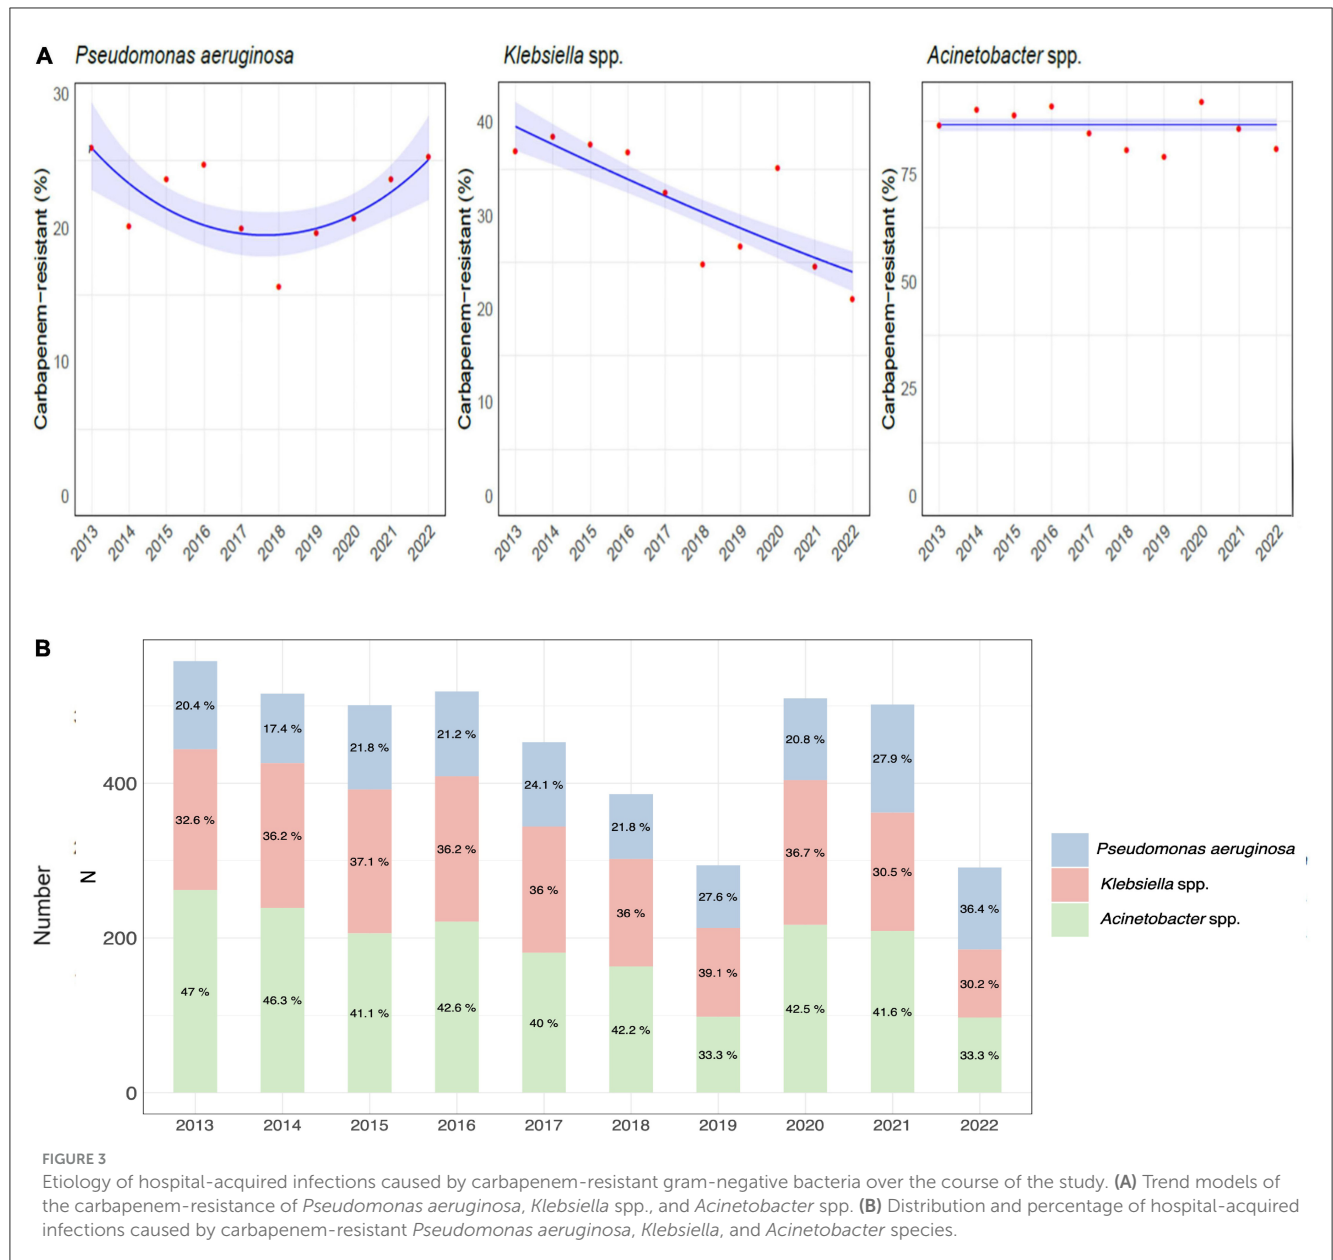 A
Pseudomonas aeruginosa
Klebsiella spp.
Acinetobacter spp.
Carbapenem-resistant (%)
30
20
10
0
2013 2014 2015 2016 2017 2018 2019 2020 2021 2022
Carbapenem-resistant (%)
40
30
20
10
0
2013 2014 2015 2016 2017 2018 2019 2020 2021 2022
Carbapenem-resistant (%)
75
50
25
0
2013 2014 2015 2016 2017 2018 2019 2020 2021 2022
B
Number
N
400
200
0
20.4 %
32.6 %
47 %
17.4 %
36.2 %
46.3 %
21.8 %
37.1 %
41.1 %
21.2 %
36.2 %
42.6 %
24.1 %
36 %
40 %
21.8 %
36 %
42.2 %
27.6 %
39.1 %
33.3 %
20.8 %
36.7 %
42.5 %
27.9 %
30.5 %
41.6 %
36.4 %
30.2 %
33.3 %
2013 2014 2015 2016 2017 2018 2019 2020 2021 2022
Pseudomonas aeruginosa
Klebsiella spp.
Acinetobacter spp.
FIGURE 3
Etiology of hospital-acquired infections caused by carbapenem-resistant gram-negative bacteria over the course of the study. (A) Trend models of
the carbapenem-resistance of Pseudomonas aeruginosa, Klebsiella spp., and Acinetobacter spp. (B) Distribution and percentage of hospital-acquired
infections caused by carbapenem-resistant Pseudomonas aeruginosa, Klebsiella, and Acinetobacter species.